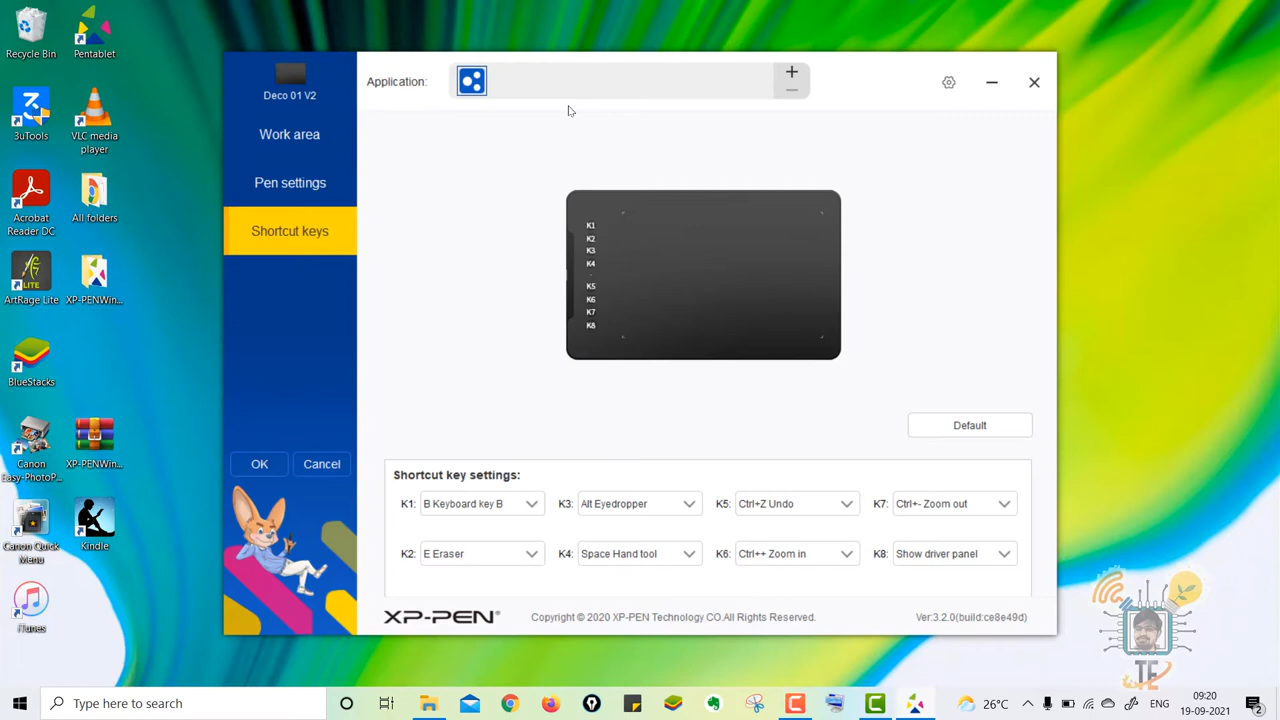 Recycle Bin
Pentablet
3uTools
VLC media
player
Acrobat
Reader DC
All folders
ArtRage Lite
XP-PENWin...
BlueStacks
Canon
Easy-PhotoP...
XP-PENWin...
Canon Quick
Menu
Kindle
iTunes
Deco 01 V2
Work area
Pen settings
Shortcut keys
OK
Cancel
Application:
+
K1
K2
K3
K4
K5
K6
K7
K8
Default
Shortcut key settings:
K1: B Keyboard key B
K3: Alt Eyedropper
K5: Ctrl+Z Undo
K7: Ctrl+- Zoom out
K2: E Eraser
K4: Space Hand tool
K6: Ctrl++ Zoom in
K8: Show driver panel
XP-PEN®
Copyright © 2020 XP-PEN Technology CO.All Rights Reserved.
Ver:3.2.0(build:ce8e49d)
TE
Type here to search
26°C
ENG
09:20
19-09-2021
2